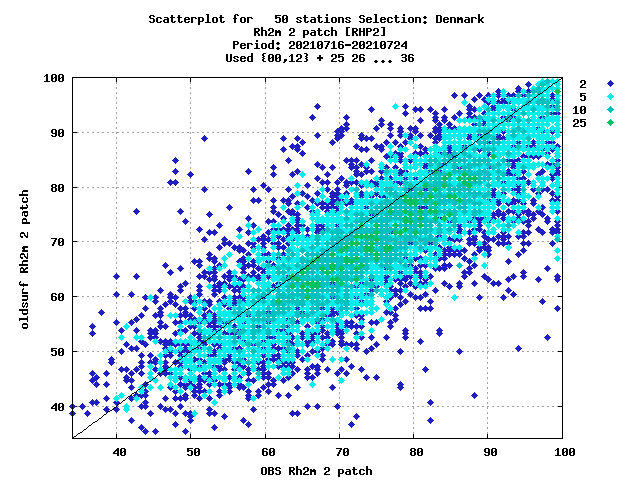 Scatterplot for   50 stations Selection: Denmark
Rh2m 2 patch [RHP2]
Period: 20210716-20210724
Used {00,12} + 25 26 ... 36
2
5
10
25
100
90
80
70
60
50
40
oldsurf Rh2m 2 patch
40 50 60 70 80 90 100
OBS Rh2m 2 patch